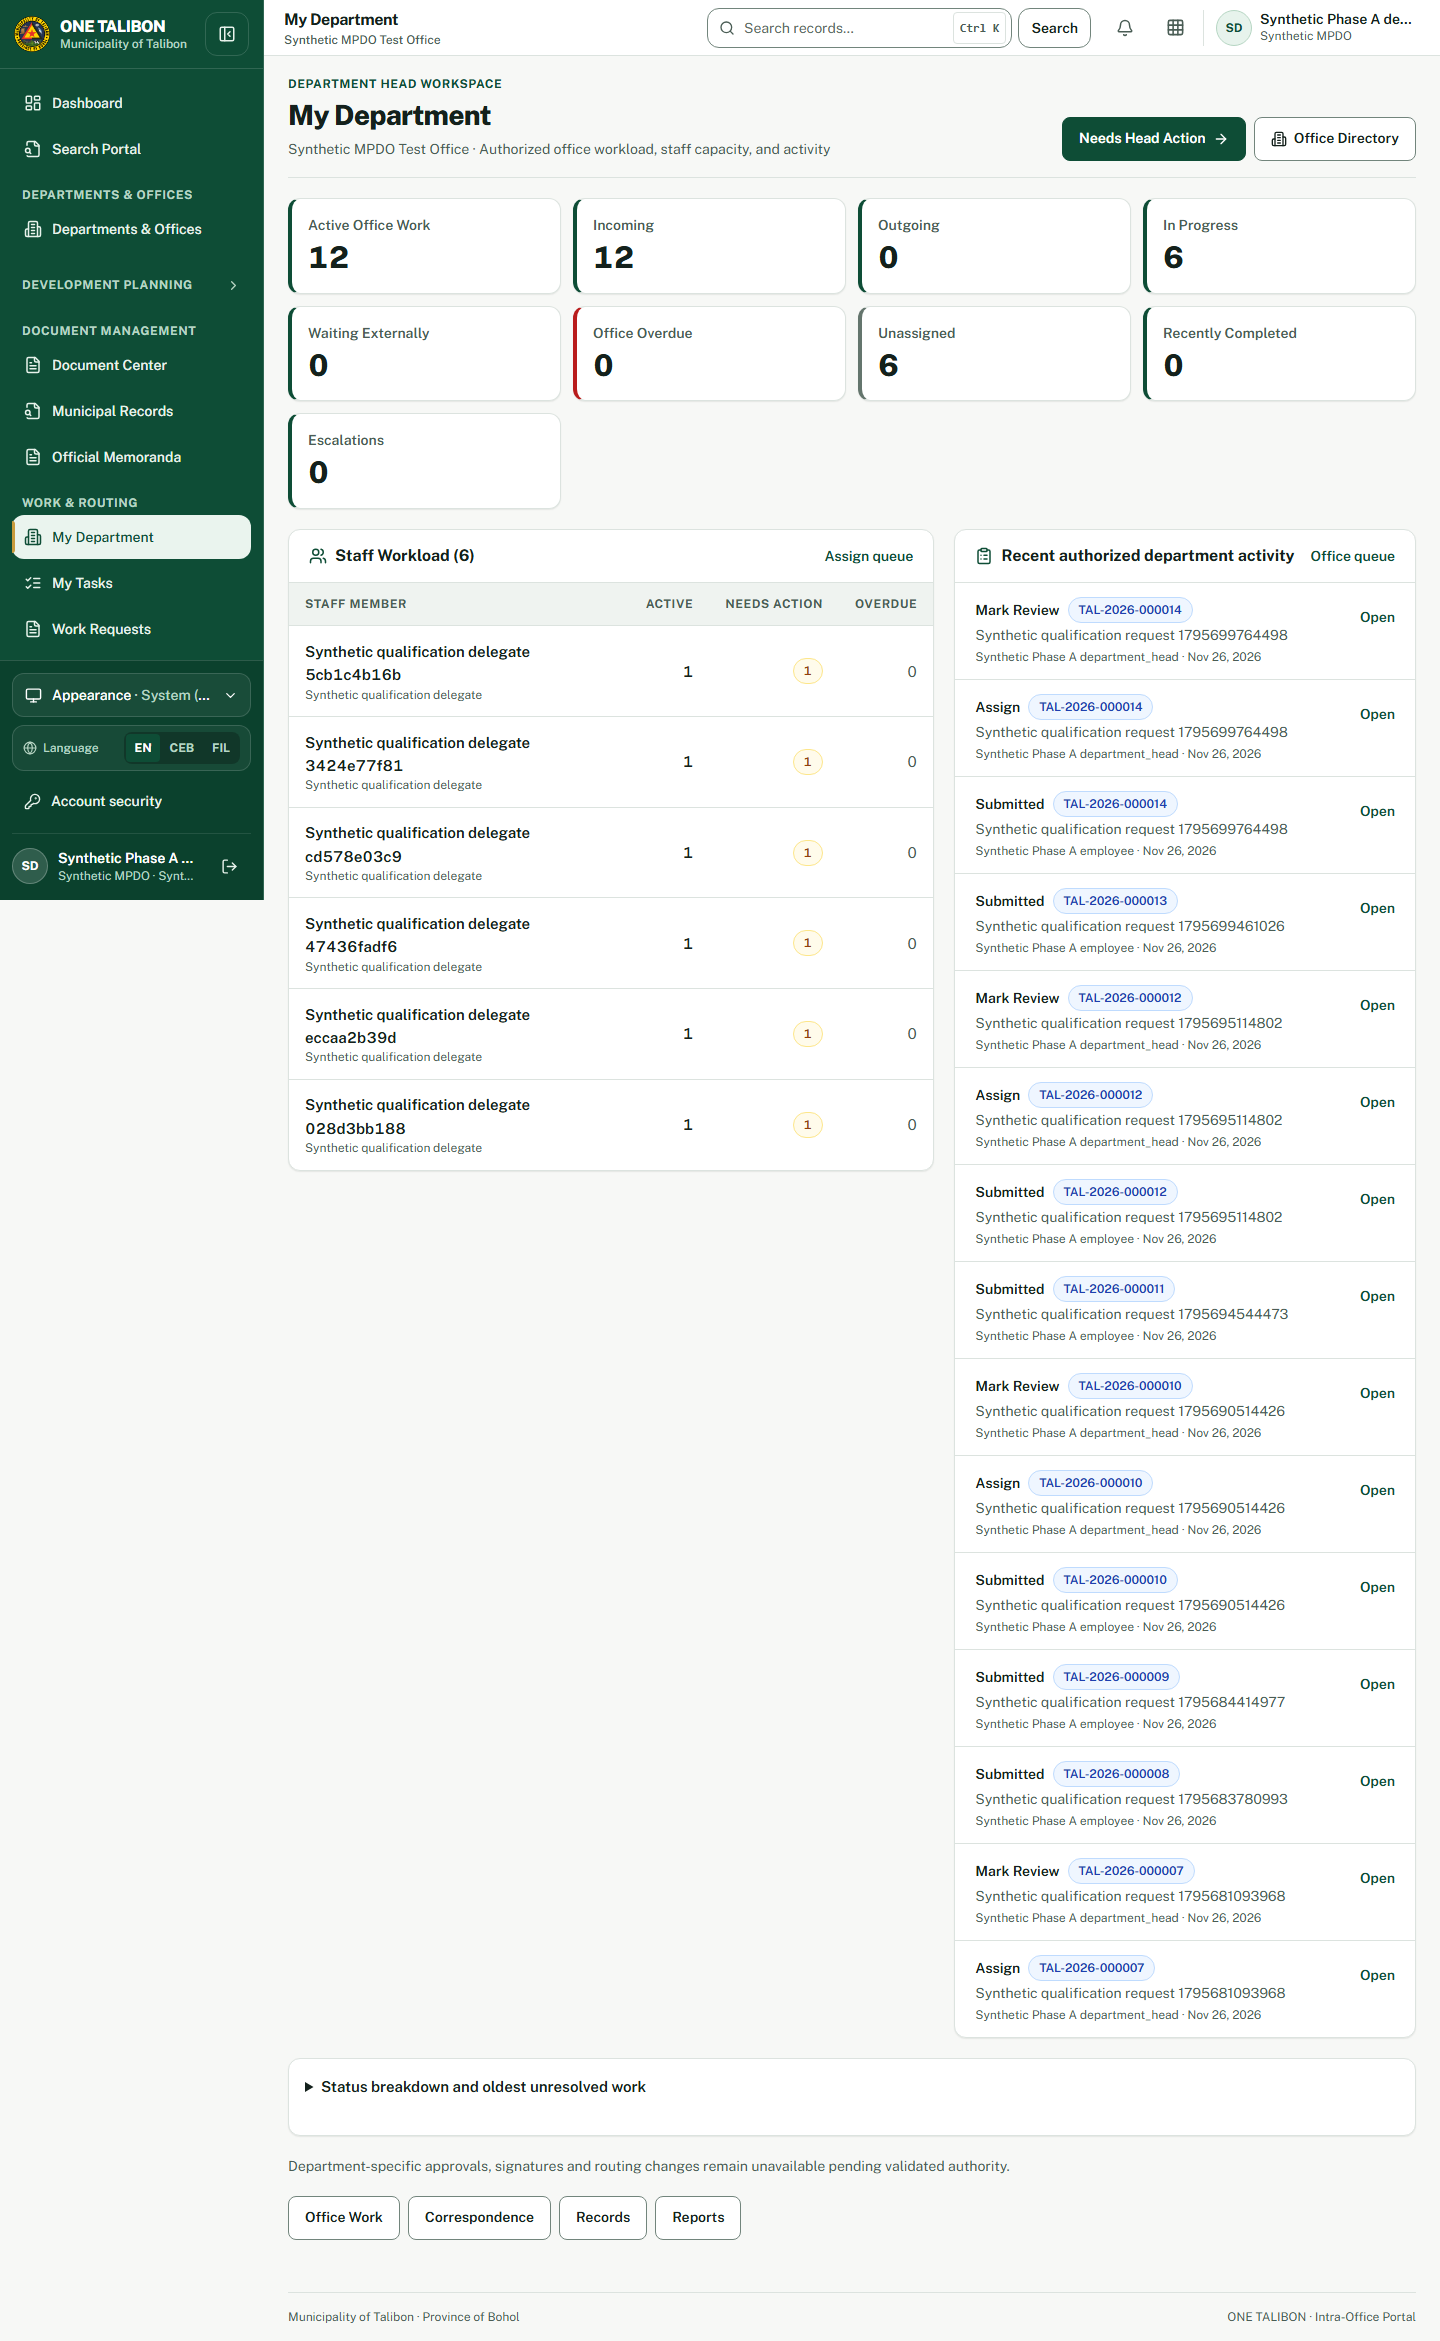 ONE TALIBON
Municipality of Talibon
Dashboard
Search Portal
DEPARTMENTS & OFFICES
Departments & Offices
DEVELOPMENT PLANNING
DOCUMENT MANAGEMENT
Document Center
Municipal Records
Official Memoranda
WORK & ROUTING
My Department
My Tasks
Work Requests
Appearance · System (...
Language EN CEB FIL
Account security
SD Synthetic Phase A ...
Synthetic MPDO · Synt...
My Department
Synthetic MPDO Test Office
Search records... Ctrl K Search
SD Synthetic Phase A de...
Synthetic MPDO
DEPARTMENT HEAD WORKSPACE
My Department
Synthetic MPDO Test Office · Authorized office workload, staff capacity, and activity
Needs Head Action
Office Directory
Active Office Work
12
Incoming
12
Outgoing
0
In Progress
6
Waiting Externally
0
Office Overdue
0
Unassigned
6
Recently Completed
0
Escalations
0
Staff Workload (6) Assign queue
STAFF MEMBER ACTIVE NEEDS ACTION OVERDUE
Synthetic qualification delegate
5cb1c4b16b 1 1 0
Synthetic qualification delegate
Synthetic qualification delegate
3424e77f81 1 1 0
Synthetic qualification delegate
Synthetic qualification delegate
cd578e03c9 1 1 0
Synthetic qualification delegate
Synthetic qualification delegate
47436fadf6 1 1 0
Synthetic qualification delegate
Synthetic qualification delegate
eccaa2b39d 1 1 0
Synthetic qualification delegate
Synthetic qualification delegate
028d3bb188 1 1 0
Synthetic qualification delegate
Recent authorized department activity Office queue
Mark Review TAL-2026-000014 Open
Synthetic qualification request 1795699764498
Synthetic Phase A department_head · Nov 26, 2026
Assign TAL-2026-000014 Open
Synthetic qualification request 1795699764498
Synthetic Phase A department_head · Nov 26, 2026
Submitted TAL-2026-000014 Open
Synthetic qualification request 1795699764498
Synthetic Phase A employee · Nov 26, 2026
Submitted TAL-2026-000013 Open
Synthetic qualification request 1795699461026
Synthetic Phase A employee · Nov 26, 2026
Mark Review TAL-2026-000012 Open
Synthetic qualification request 1795695114802
Synthetic Phase A department_head · Nov 26, 2026
Assign TAL-2026-000012 Open
Synthetic qualification request 1795695114802
Synthetic Phase A department_head · Nov 26, 2026
Submitted TAL-2026-000012 Open
Synthetic qualification request 1795695114802
Synthetic Phase A employee · Nov 26, 2026
Submitted TAL-2026-000011 Open
Synthetic qualification request 1795694544473
Synthetic Phase A employee · Nov 26, 2026
Mark Review TAL-2026-000010 Open
Synthetic qualification request 1795690514426
Synthetic Phase A department_head · Nov 26, 2026
Assign TAL-2026-000010 Open
Synthetic qualification request 1795690514426
Synthetic Phase A department_head · Nov 26, 2026
Submitted TAL-2026-000010 Open
Synthetic qualification request 1795690514426
Synthetic Phase A employee · Nov 26, 2026
Submitted TAL-2026-000009 Open
Synthetic qualification request 1795684414977
Synthetic Phase A employee · Nov 26, 2026
Submitted TAL-2026-000008 Open
Synthetic qualification request 1795683780993
Synthetic Phase A employee · Nov 26, 2026
Mark Review TAL-2026-000007 Open
Synthetic qualification request 1795681093968
Synthetic Phase A department_head · Nov 26, 2026
Assign TAL-2026-000007 Open
Synthetic qualification request 1795681093968
Synthetic Phase A department_head · Nov 26, 2026
Status breakdown and oldest unresolved work
Department-specific approvals, signatures and routing changes remain unavailable pending validated authority.
Office Work Correspondence Records Reports
Municipality of Talibon · Province of Bohol
ONE TALIBON · Intra-Office Portal